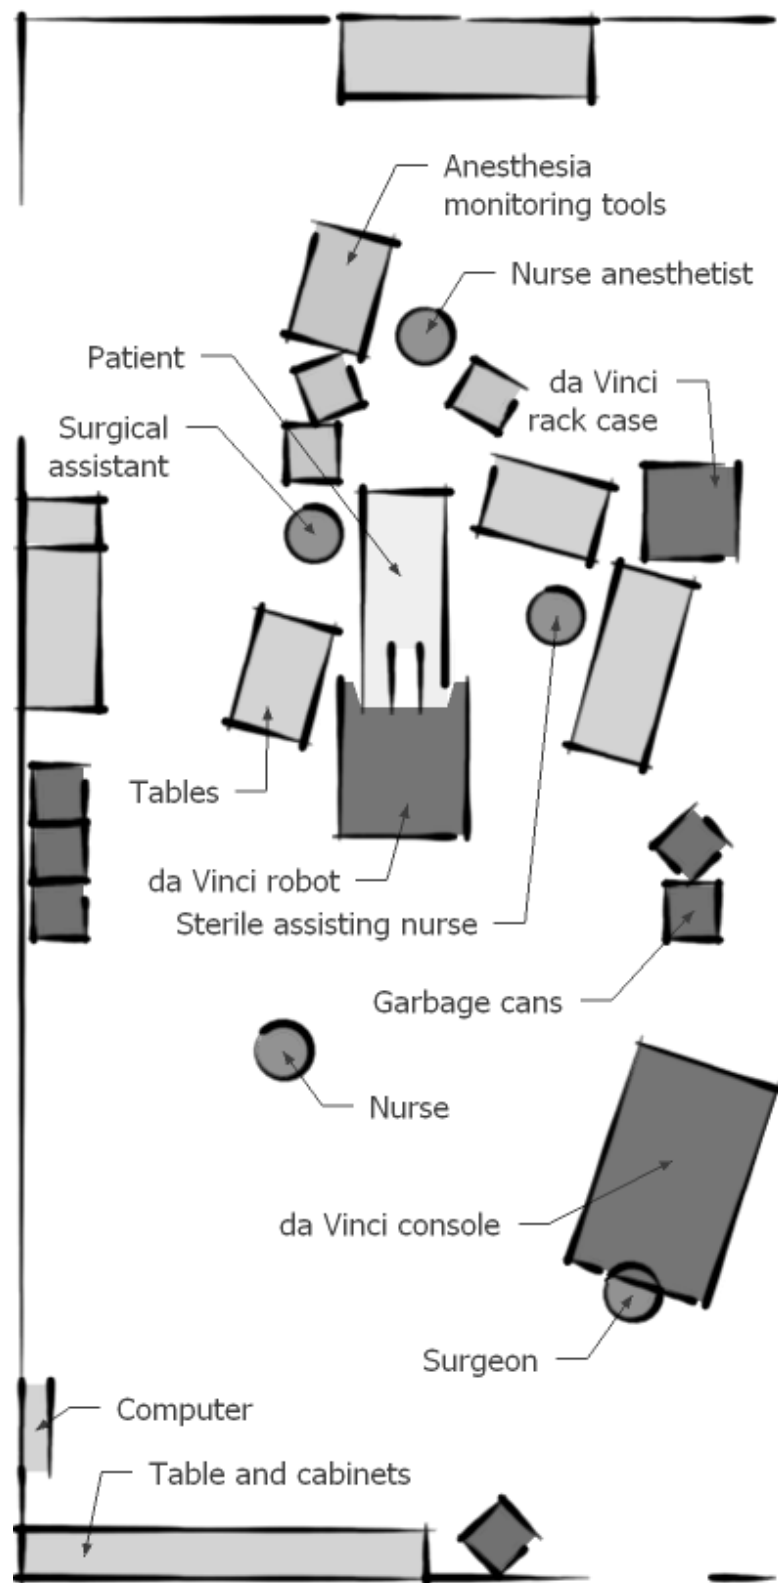 Anesthesia
monitoring tools
Nurse anesthetist
Patient
da Vinci
rack case
Surgical
assistant
Tables
da Vinci robot
Sterile assisting nurse
Garbage cans
Nurse
da Vinci console
Surgeon
Computer
Table and cabinets